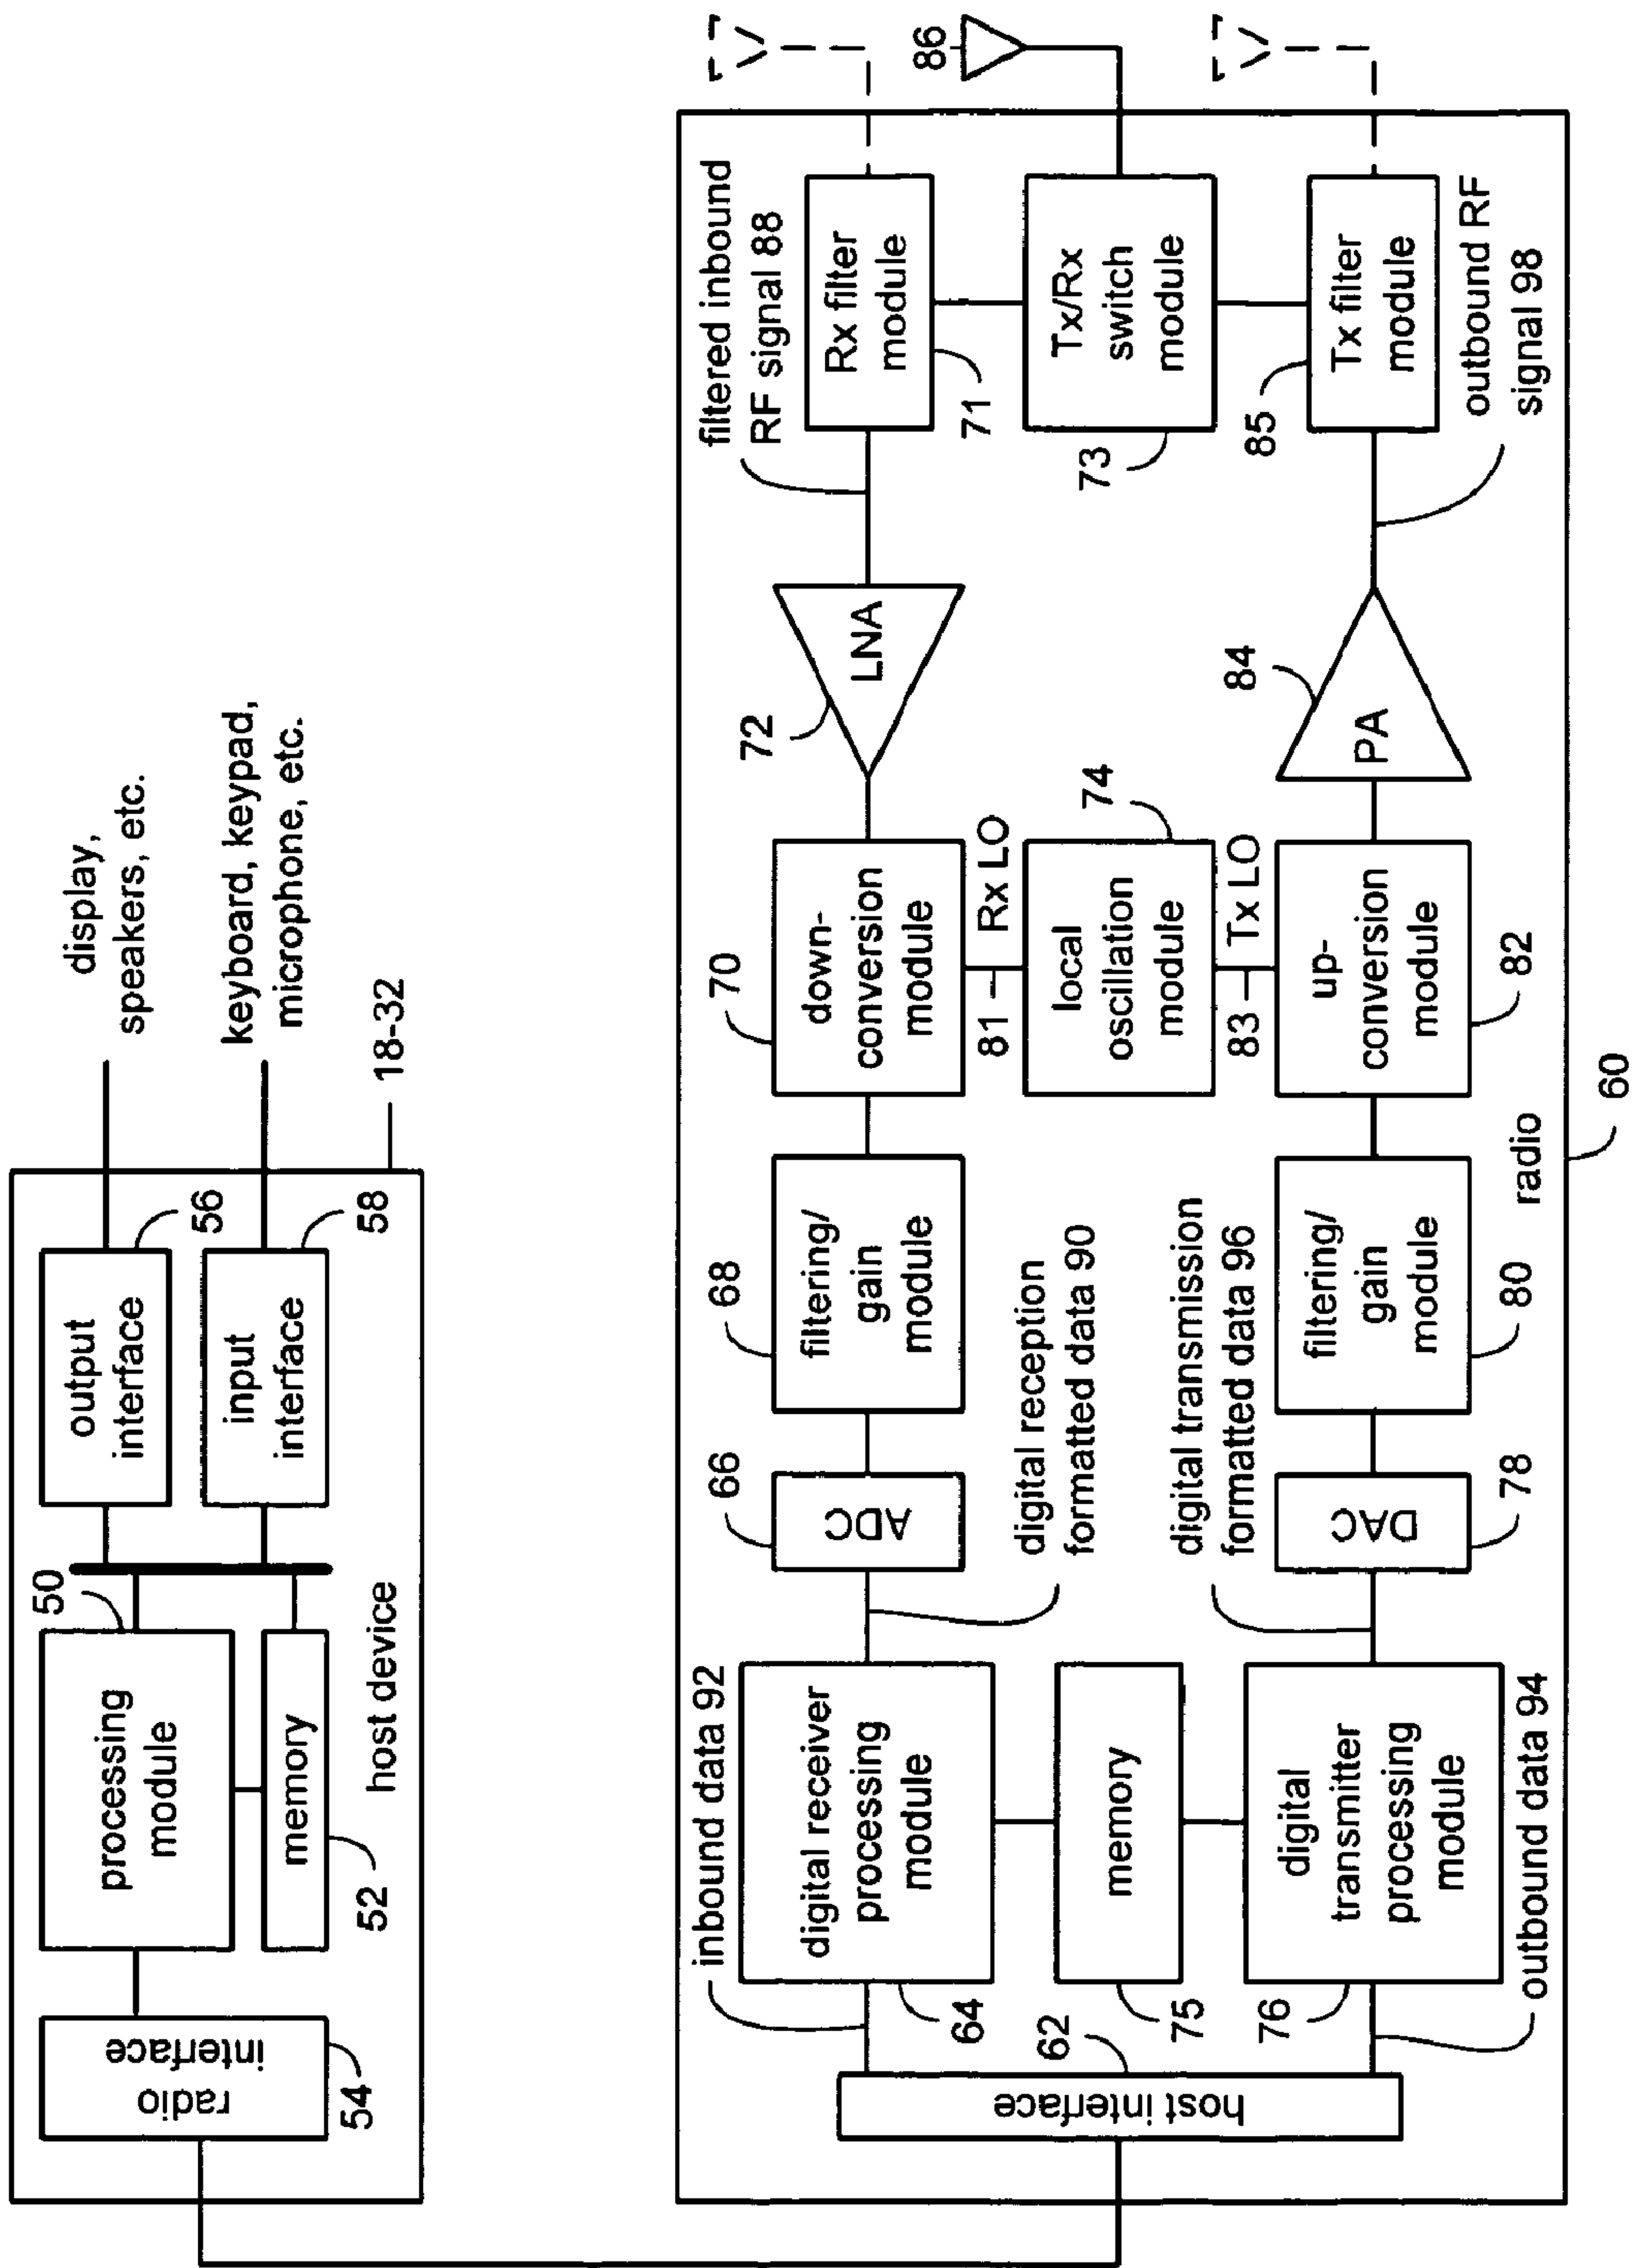 display,
speakers, etc.
keyboard, keypad,
microphone, etc.
18-32
output
interface
56
input
interface
58
50
processing
module
memory
52
host device
radio
interface
54
86
filtered inbound
RF signal 88
Rx filter
module
71
Tx/Rx
switch
module
73
Tx filter
module
85
outbound RF
signal 98
LNA
72
PA
84
down-
conversion
module
70
Rx LO
81
local
oscillation
module
74
Tx LO
83
up-
conversion
module
82
filtering/
gain
module
68
filtering/
gain
module
80
radio
60
ADC
66
digital reception
formatted data 90
digital transmission
formatted data 96
DAC
78
inbound data 92
digital receiver
processing
module
64
memory
75
digital
transmitter
processing
module
76
outbound data 94
host interface
62